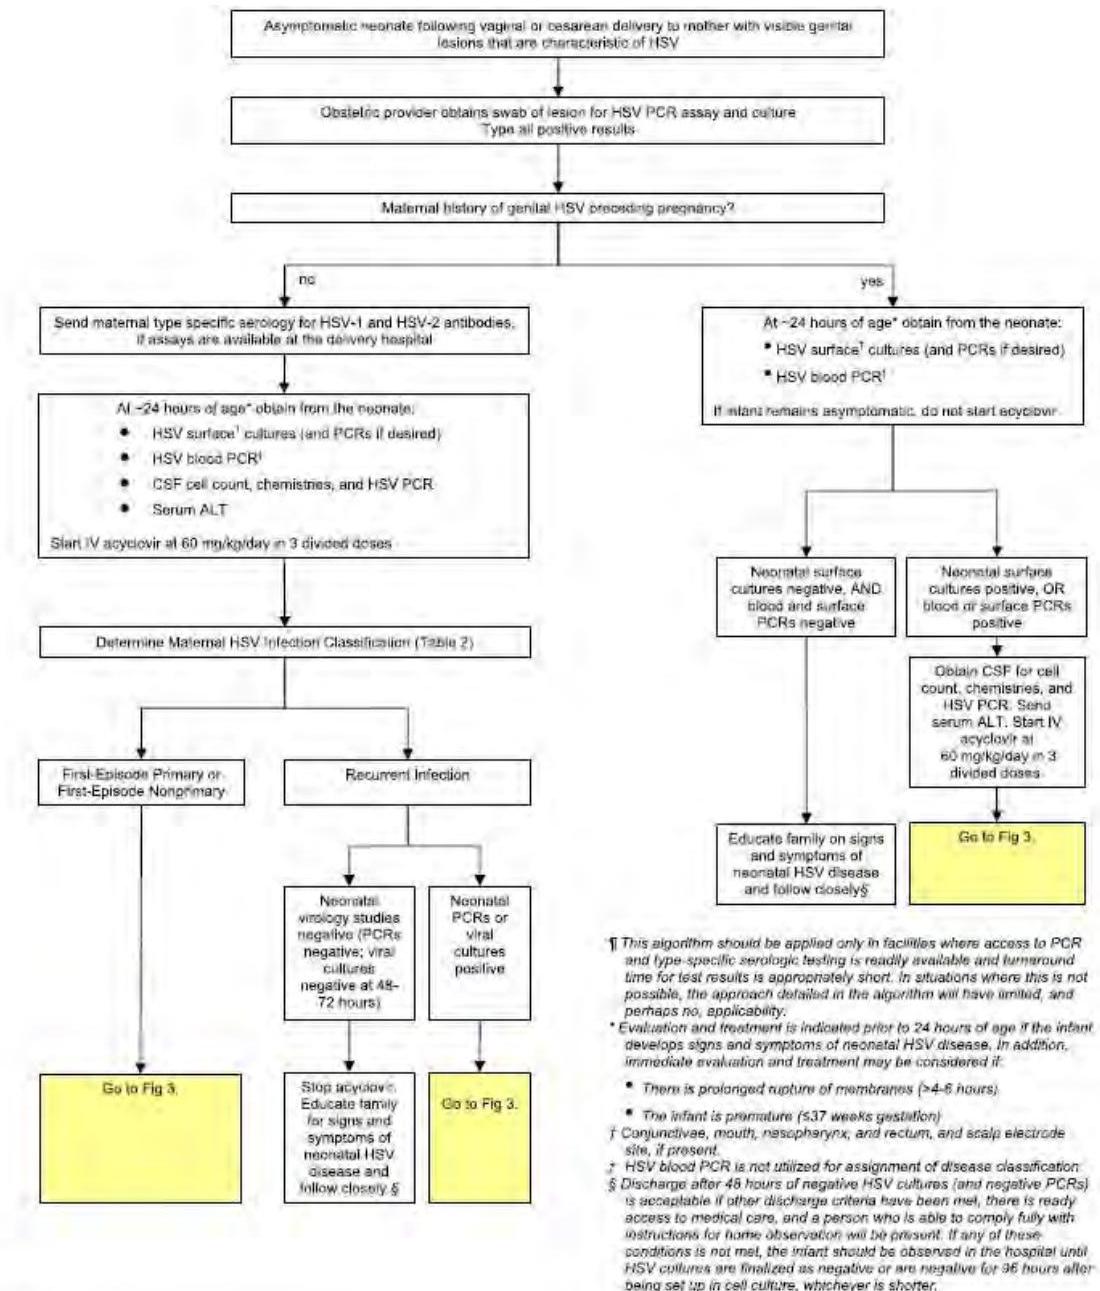 Asymptomatic neonate following vaginal or cesarean delivery to mother with visible genital
lesions that are characteristic of HSV
Obstetric provider obtains swab of lesion for HSV PCR assay and culture
Type all positive results
Maternal history of genital HSV preceding pregnancy?
no
yes
Send maternal type specific serology for HSV-1 and HSV-2 antibodies,
if assays are available at the delivery hospital
At ~24 hours of age* obtain from the neonate:
• HSV surface† cultures (and PCRs if desired)
• HSV blood PCR‡
• CSF cell count, chemistries, and HSV PCR
• Serum ALT
Start IV acyclovir at 60 mg/kg/day in 3 divided doses
Determine Maternal HSV Infection Classification (Table 2)
First-Episode Primary or
First-Episode Nonprimary
Recurrent Infection
Neonatal
virology studies
negative (PCRs
negative; viral
cultures
negative at 48-
72 hours)
Neonatal
PCRs or
viral
cultures
positive
Go to Fig 3.
Stop acyclovir.
Educate family
for signs and
symptoms of
neonatal HSV
disease and
follow closely.§
Go to Fig 3.
At ~24 hours of age* obtain from the neonate:
• HSV surface† cultures (and PCRs if desired)
• HSV blood PCR‡
If infant remains asymptomatic, do not start acyclovir
Neonatal surface
cultures negative, AND
blood and surface
PCRs negative
Neonatal surface
cultures positive, OR
blood or surface PCRs
positive
Obtain CSF for cell
count, chemistries, and
HSV PCR. Send
serum ALT. Start IV
acyclovir at
60 mg/kg/day in 3
divided doses
Educate family on signs
and symptoms of
neonatal HSV disease
and follow closely§
Go to Fig 3.
¶ This algorithm should be applied only in facilities where access to PCR
and type-specific serologic testing is readily available and turnaround
time for test results is appropriately short. In situations where this is not
possible, the approach detailed in the algorithm will have limited, and
perhaps no, applicability.
* Evaluation and treatment is indicated prior to 24 hours of age if the infant
develops signs and symptoms of neonatal HSV disease. In addition,
immediate evaluation and treatment may be considered if:
• There is prolonged rupture of membranes (>4-6 hours)
• The infant is premature (≤37 weeks gestation)
† Conjunctivae, mouth, nasopharynx, and rectum, and scalp electrode
site, if present.
‡ HSV blood PCR is not utilized for assignment of disease classification
§ Discharge after 48 hours of negative HSV cultures (and negative PCRs)
is acceptable if other discharge criteria have been met, there is ready
access to medical care, and a person who is able to comply fully with
instructions for home observation will be present. If any of these
conditions is not met, the infant should be observed in the hospital until
HSV cultures are finalized as negative or are negative for 96 hours after
being set up in cell culture, whichever is shorter.